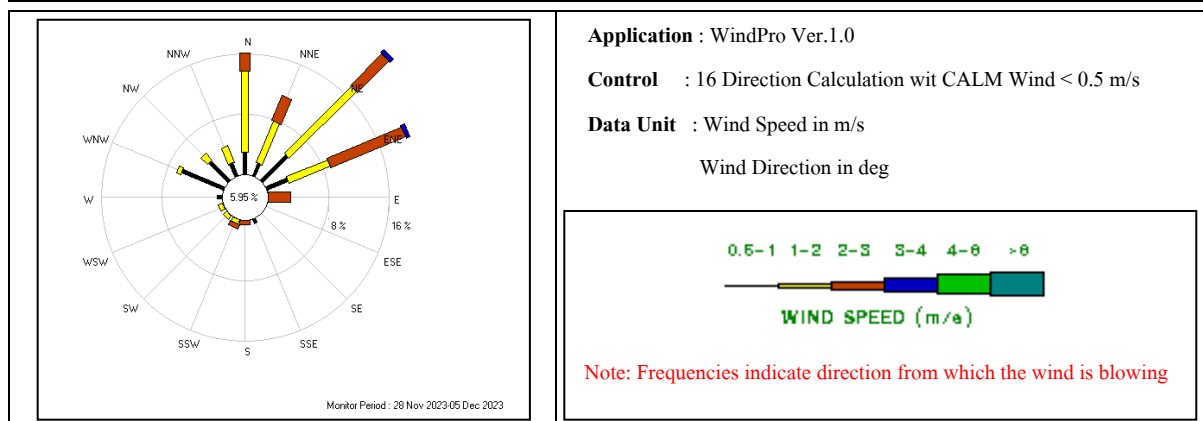 N
NNW
NNE
NW
NE
WNW
ENE
W
5.95 %
E
8 %
16 %
WSW
ESE
SW
SE
SSW
SSE
S
Monitor Period : 28 Nov 2023-05 Dec 2023
Application : WindPro Ver.1.0
Control : 16 Direction Calculation wit CALM Wind < 0.5 m/s
Data Unit : Wind Speed in m/s
Wind Direction in deg
0.5-1 1-2 2-3 3-4 4-6 >6
WIND SPEED (m/s)
Note: Frequencies indicate direction from which the wind is blowing